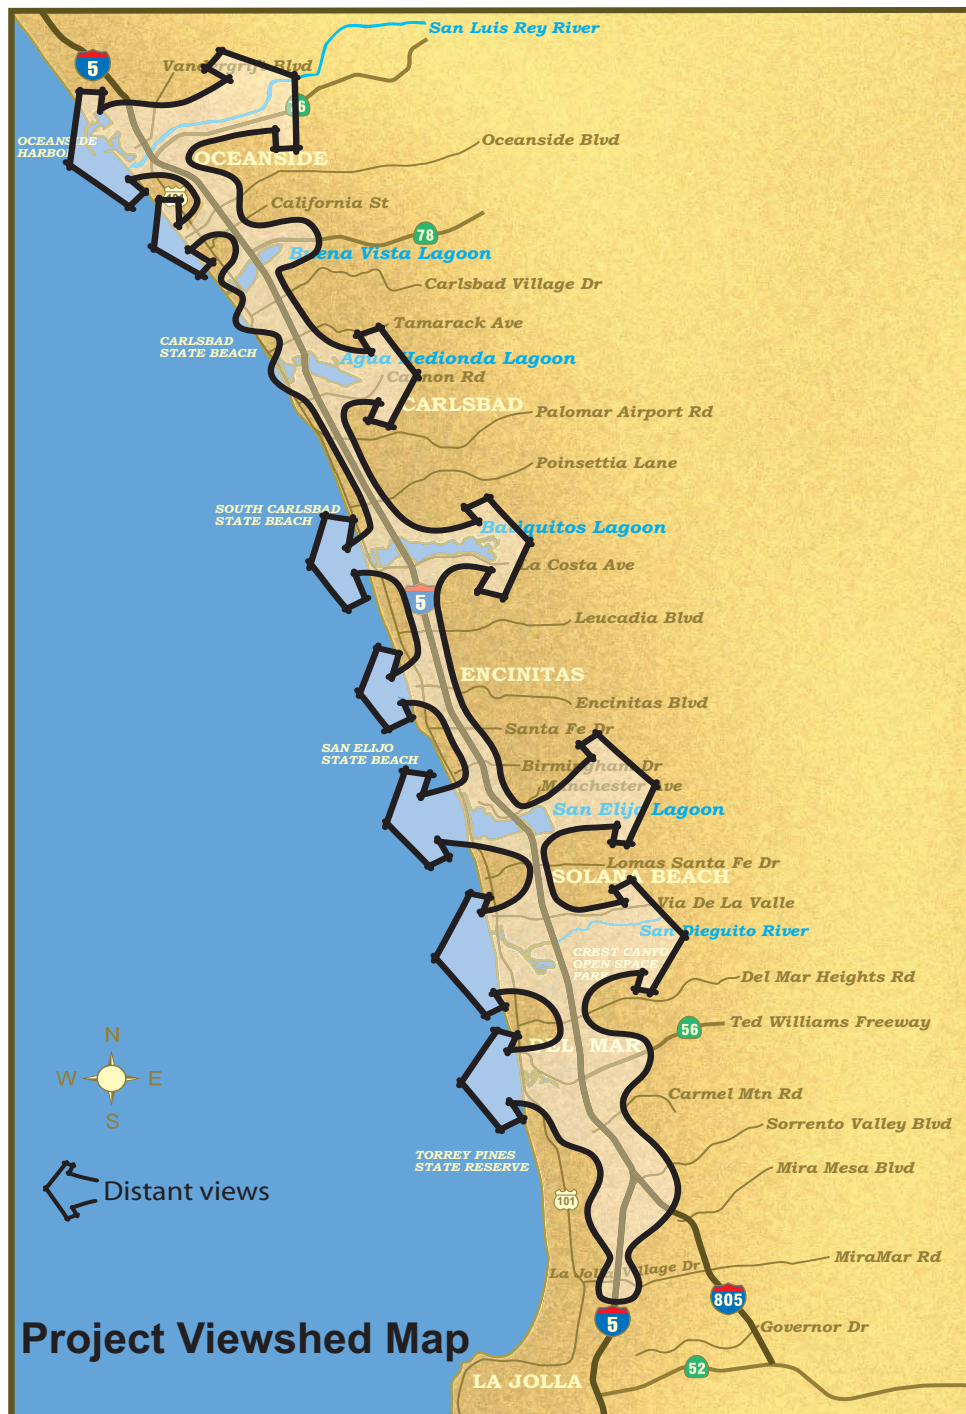 San Luis Rey River
5
Vandergrift Blvd
76
OCEANSIDE
HARBOR
Oceanside Blvd
OCEANSIDE
101
California St
78
Buena Vista Lagoon
Carlsbad Village Dr
Tamarack Ave
CARLSBAD
STATE BEACH
Agua Hedionda Lagoon
Cannon Rd
CARLSBAD
Palomar Airport Rd
Poinsettia Lane
SOUTH CARLSBAD
STATE BEACH
Batiquitos Lagoon
La Costa Ave
5
Leucadia Blvd
ENCINITAS
Encinitas Blvd
Santa Fe Dr
SAN ELIJO
STATE BEACH
Birmingham Dr
Manchester Ave
San Elijo Lagoon
Lomas Santa Fe Dr
SOLANA BEACH
Via De La Valle
San Dieguito River
CREST CANYON
OPEN SPACE
PARK
Del Mar Heights Rd
56
Ted Williams Freeway
DEL MAR
N
W E
S
Carmel Mtn Rd
Sorrento Valley Blvd
TORREY PINES
STATE RESERVE
Mira Mesa Blvd
Distant views
101
MiraMar Rd
La Jolla Village Dr
805
5
Governor Dr
Project Viewshed Map
52
LA JOLLA